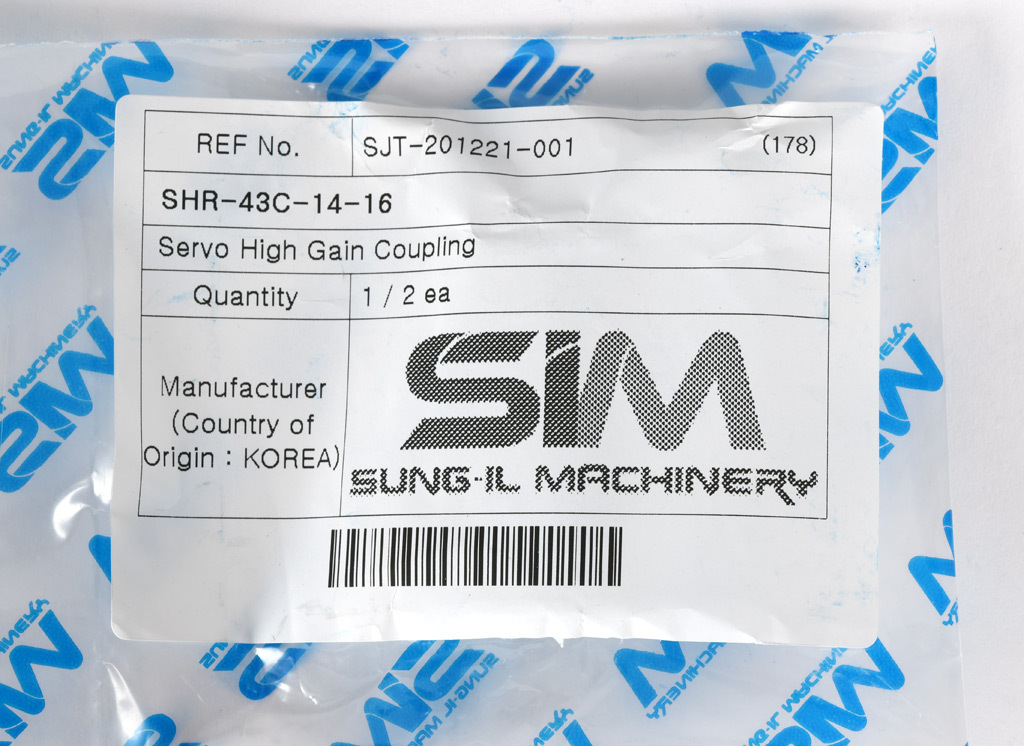 REF No. SJT-201221-001 (178)
SHR-43C-14-16
Servo High Gain Coupling
Quantity 1 / 2 ea
Manufacturer
(Country of
Origin : KOREA)
SIM
SUNG-IL MACHINERY